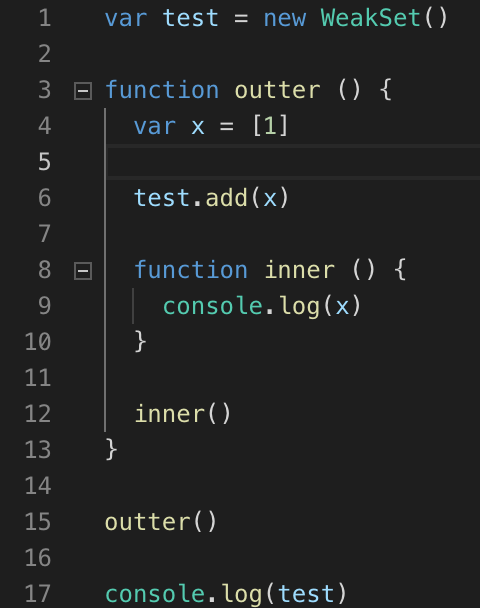 1 var test = new WeakSet()
2
3 function outter () {
4 var x = [1]
5
6 test.add(x)
7
8 function inner () {
9 console.log(x)
10 }
11
12 inner()
13 }
14
15 outter()
16
17 console.log(test)